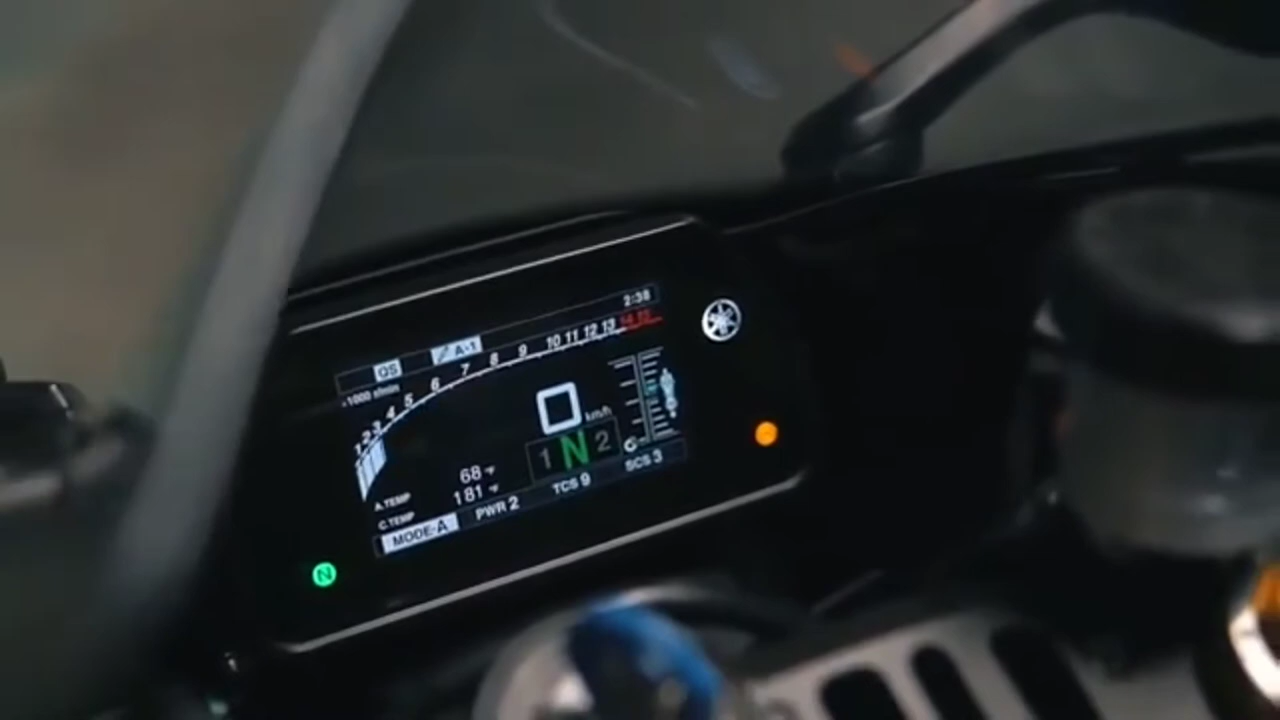 2:38
QS A-1
×1000 r/min
1 2 3 4 5 6 7 8 9 10 11 12 13 14 15
0 km/h
1 N 2
A.TEMP 68 °F
C.TEMP 181 °F
MODE-A PWR 2 TCS 9 SCS 3
N